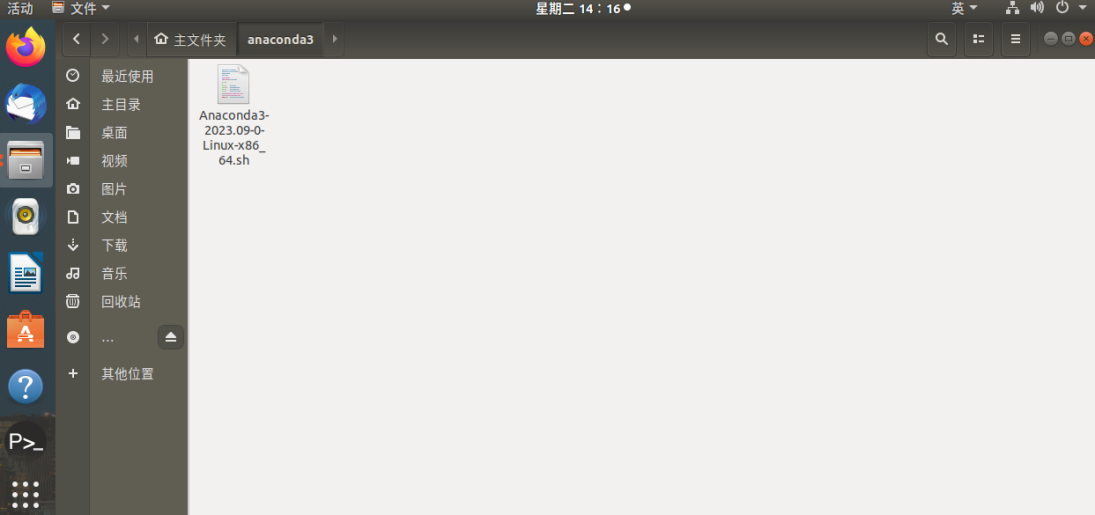 活动 文件 星期二 14：16 英
主文件夹 anaconda3
最近使用
主目录
桌面
视频
图片
文档
下载
音乐
回收站
...
其他位置
Anaconda3-
2023.09-0-
Linux-x86_
64.sh
P>_